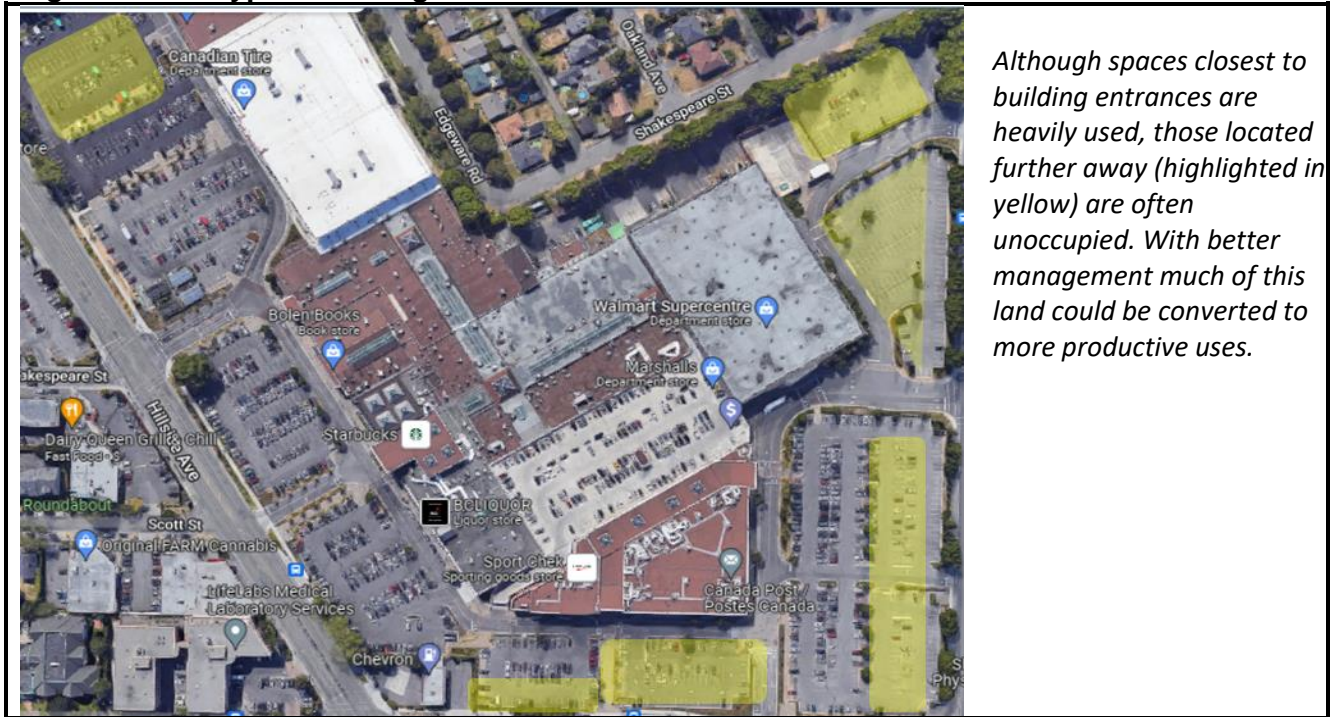 Canadian Tire
Department store
Oakland Ave
Shakespeare St
Edgeware Rd
Walmart Supercentre
Department store
Bolen Books
Book store
Marshalls
Department store
$
akespeare St
Hillside Ave
Dairy Queen Grill & Chill
Fast Food • $
Starbucks
Roundabout
BCLIQUOR
Liquor store
Scott St
Original FARM Cannabis
Sport Chek
Sporting goods store
LifeLabs Medical
Laboratory Services
Canada Post /
Postes Canada
Chevron
Phys
Although spaces closest to
building entrances are
heavily used, those located
further away (highlighted in
yellow) are often
unoccupied. With better
management much of this
land could be converted to
more productive uses.